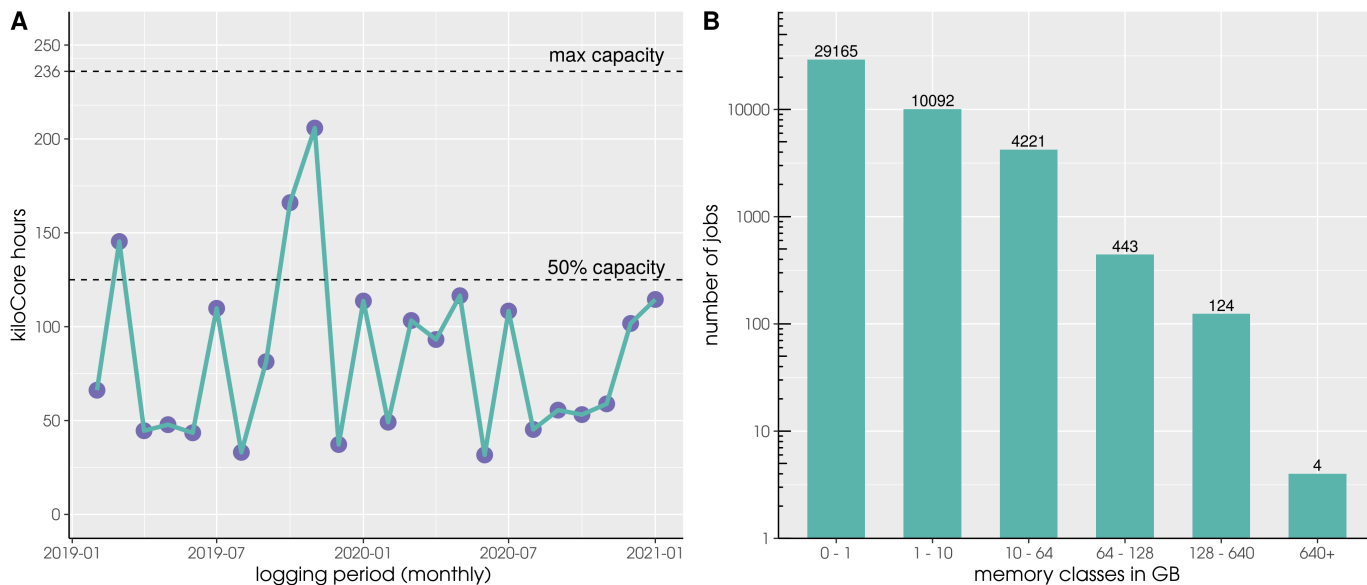 A
kiloCore hours
250
236
200
150
100
50
0
max capacity
50% capacity
2019-01
2019-07
2020-01
2020-07
2021-01
logging period (monthly)
B
number of jobs
10000
1000
100
10
1
29165
10092
4221
443
124
4
0 - 1
1 - 10
10 - 64
64 - 128
128 - 640
640+
memory classes in GB